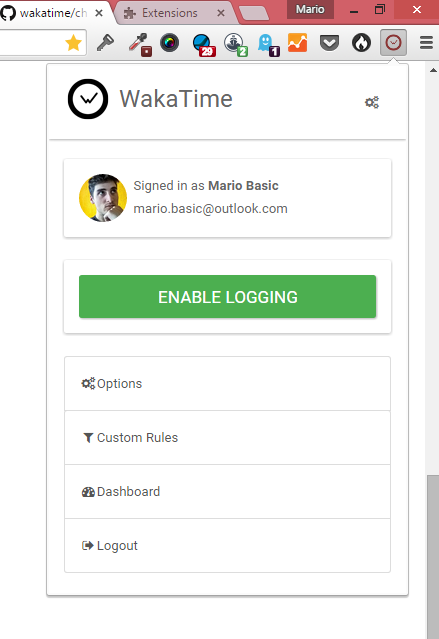 wakatime/ch
Extensions
Mario
29
2
1
WakaTime
Signed in as Mario Basic
mario.basic@outlook.com
ENABLE LOGGING
Options
Custom Rules
Dashboard
Logout